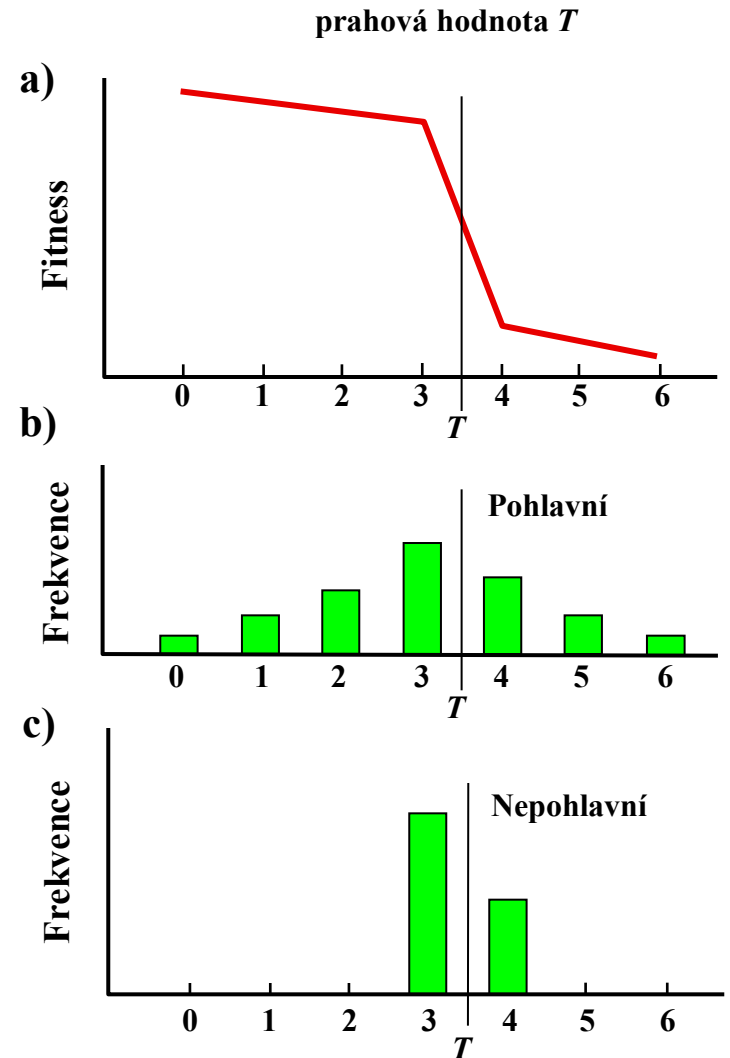 prahová hodnota T
a)
Fitness
0 1 2 3 4 5 6
T
b)
Frekvence
Pohlavní
0 1 2 3 4 5 6
T
c)
Frekvence
Nepohlavní
0 1 2 3 4 5 6
T